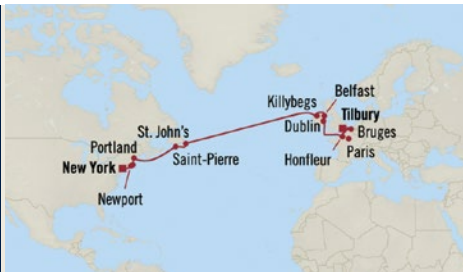 Belfast
Killybegs
Tilbury
Dublin
Bruges
St. John's
Portland
Saint-Pierre
Honfleur
Paris
New York
Newport